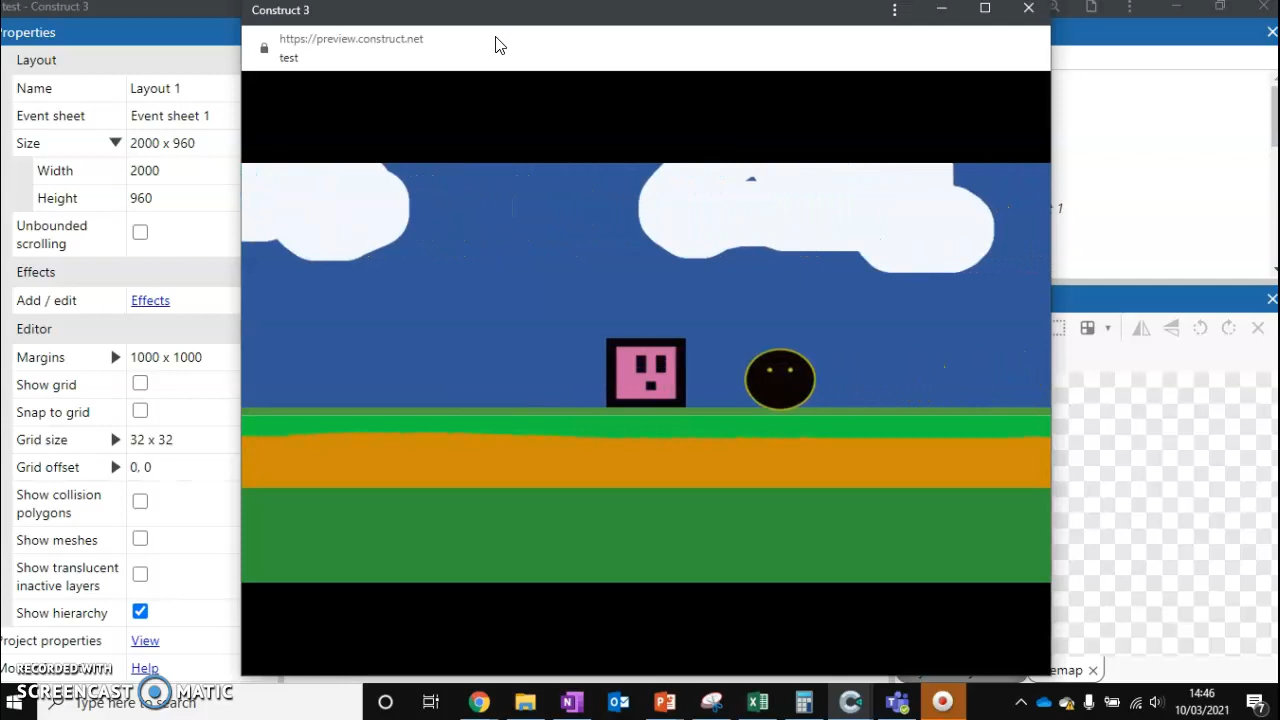 test - Construct 3
Properties
Layout
Name Layout 1
Event sheet Event sheet 1
Size 2000 x 960
Width 2000
Height 960
Unbounded
scrolling
Effects
Add / edit Effects
Editor
Margins 1000 x 1000
Show grid
Snap to grid
Grid size 32 x 32
Grid offset 0, 0
Show collision
polygons
Show meshes
Show translucent
inactive layers
Show hierarchy
Project properties View
Help
Construct 3
https://preview.construct.net
test
1
emap
RECORDED WITH
SCREENCAST MATIC
Type here to search
14:46
10/03/2021
7